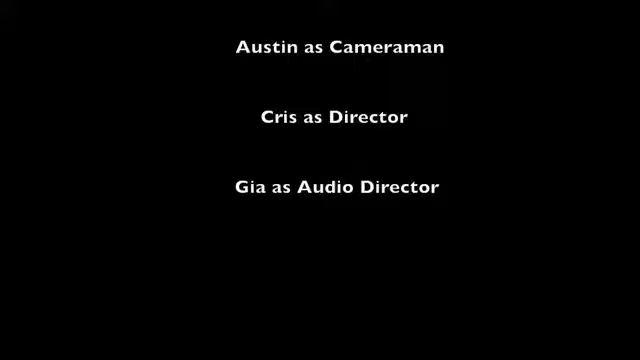 Austin as Cameraman
Cris as Director
Gia as Audio Director